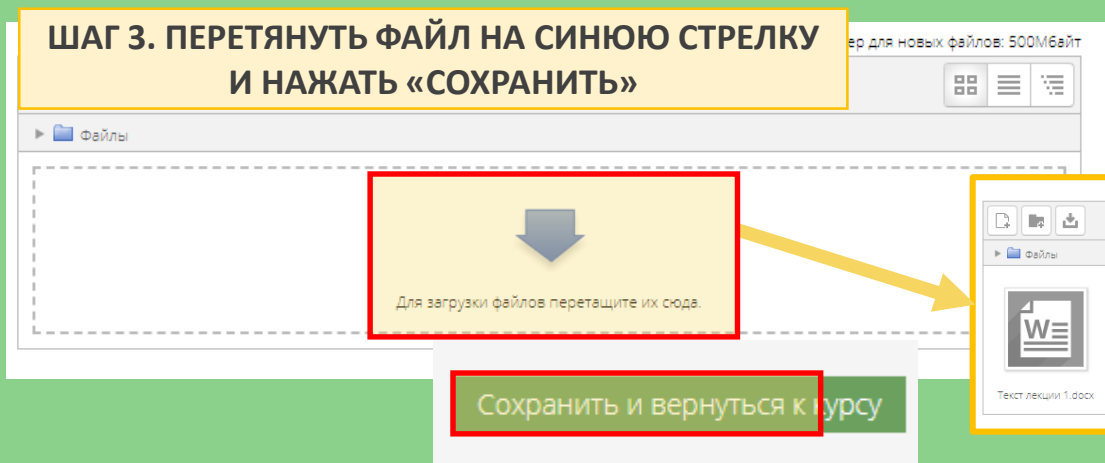 ШАГ 3. ПЕРЕТЯНУТЬ ФАЙЛ НА СИНЮЮ СТРЕЛКУ
И НАЖАТЬ «СОХРАНИТЬ»
для новых файлов: 500Мбайт
Файлы
Для загрузки файлов перетащите их сюда.
Файлы
W
Текст лекции 1.docx
Сохранить и вернуться к курсу